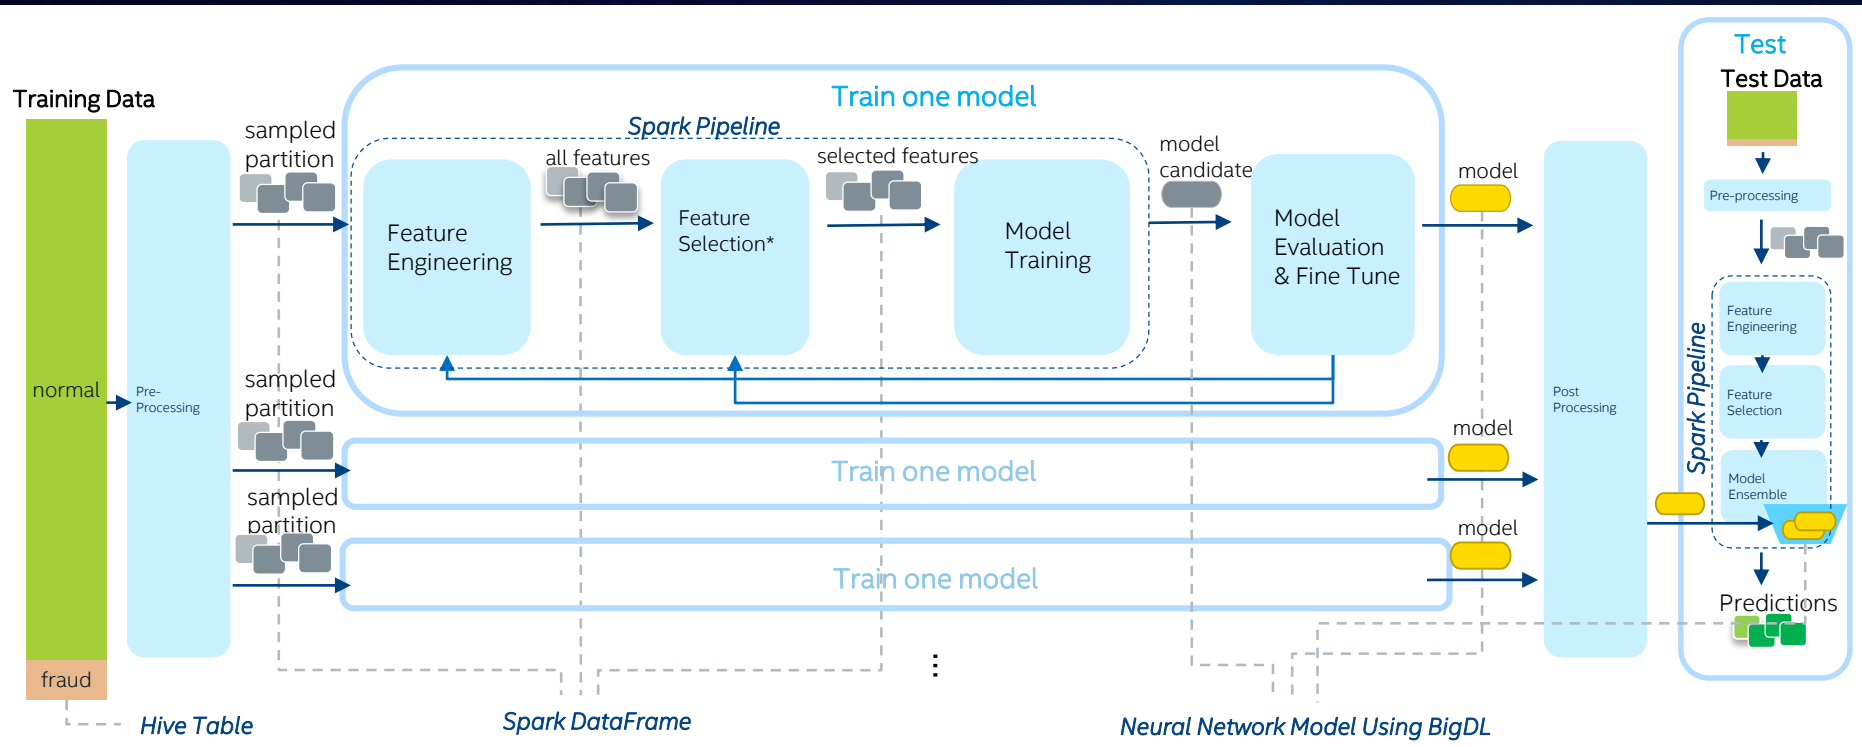 Training Data
normal
fraud
Hive Table
Pre-
Processing
sampled
partition
sampled
partition
sampled
partition
Train one model
Spark Pipeline
Feature
Engineering
all features
Feature
Selection*
selected features
Model
Training
model
candidate
Model
Evaluation
& Fine Tune
model
Train one model
model
Train one model
model
⋮
Spark DataFrame
Neural Network Model Using BigDL
Post
Processing
Test
Test Data
Pre-processing
Spark Pipeline
Feature
Engineering
Feature
Selection
Model
Ensemble
Predictions